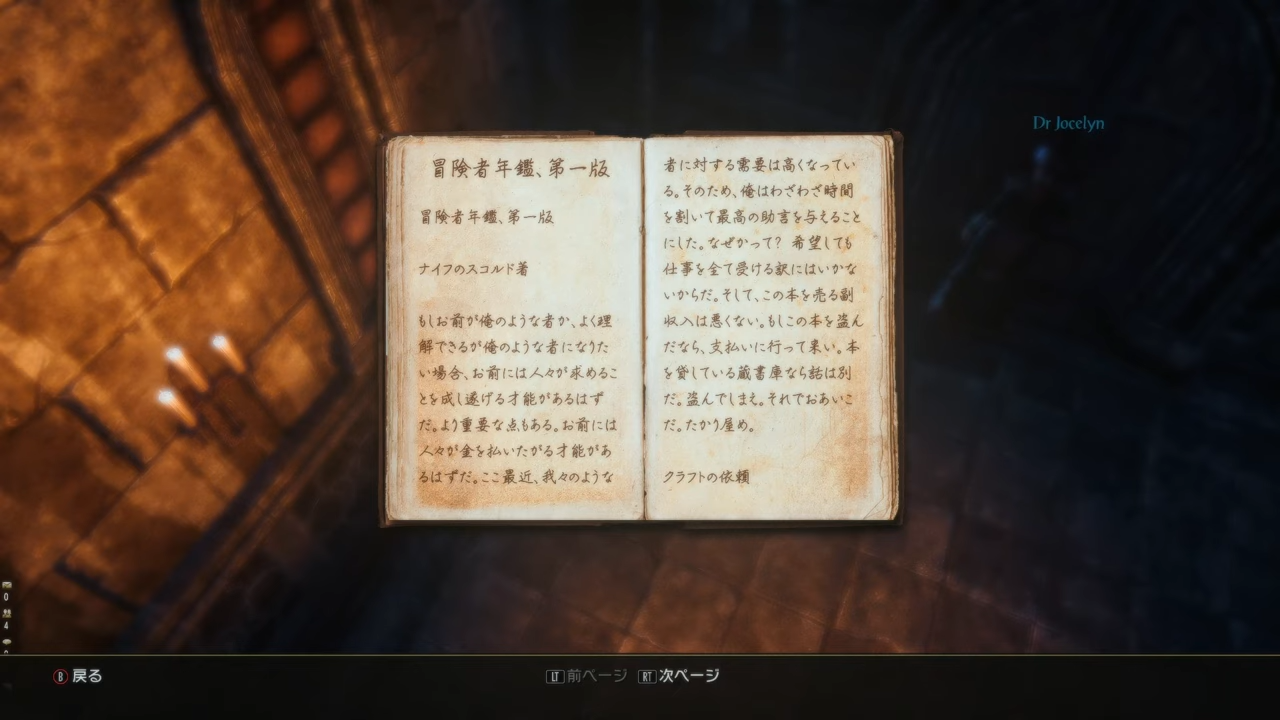 冒険者年鑑、第一版
冒険者年鑑、第一版
ナイフのスコルド著
もしお前が俺のような者か、よく理
解できるが俺のような者になりた
い場合、お前には人々が求めるこ
とを成し遂げる才能があるはず
だ。より重要な点もある。お前には
人々が金を払いたがる才能があ
るはずだ。ここ最近、我々のような
者に対する需要は高くなってい
る。そのため、俺はわざわざ時間
を割いて最高の助言を与えること
にした。なぜかって? 希望しても
仕事を全て受ける訳にはいかな
いからだ。そして、この本を売る副
収入は悪くない。もしこの本を盗ん
だなら、支払いに行って来い。本
を貸している蔵書庫なら話は別
だ。盗んでしまえ。それでおあいこ
だ。たかり屋め。
クラフトの依頼
Dr Jocelyn
0
4
B 戻る
LT 前ページ RT 次ページ